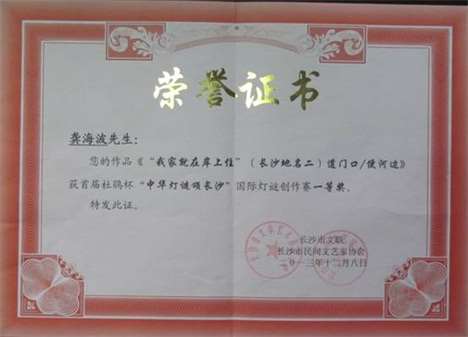 荣誉证书
龚海波先生：
您的作品《“我家就在岸上住”（长沙地名二）道门口/使河边》
获首届杜鹃杯“中华灯谜颂长沙”国际灯谜创作赛一等奖。
特发此证。
长沙市文联
长沙市民间文艺家协会
二〇一三年十二月八日